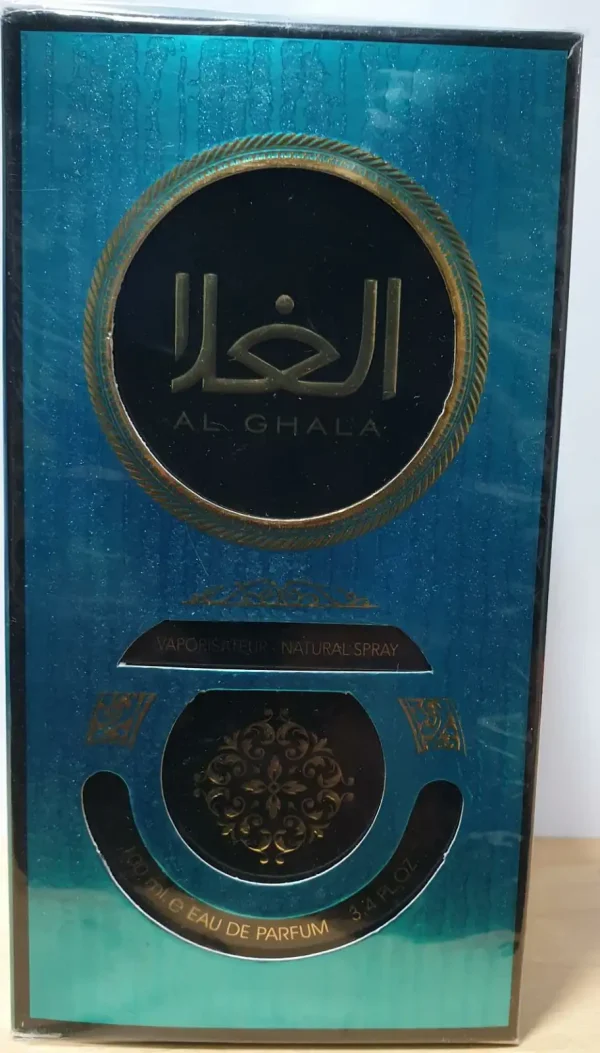 الغلا
AL GHALA
VAPORISATEUR - NATURAL SPRAY
100 ml. e EAU DE PARFUM 3.4 FL.OZ.